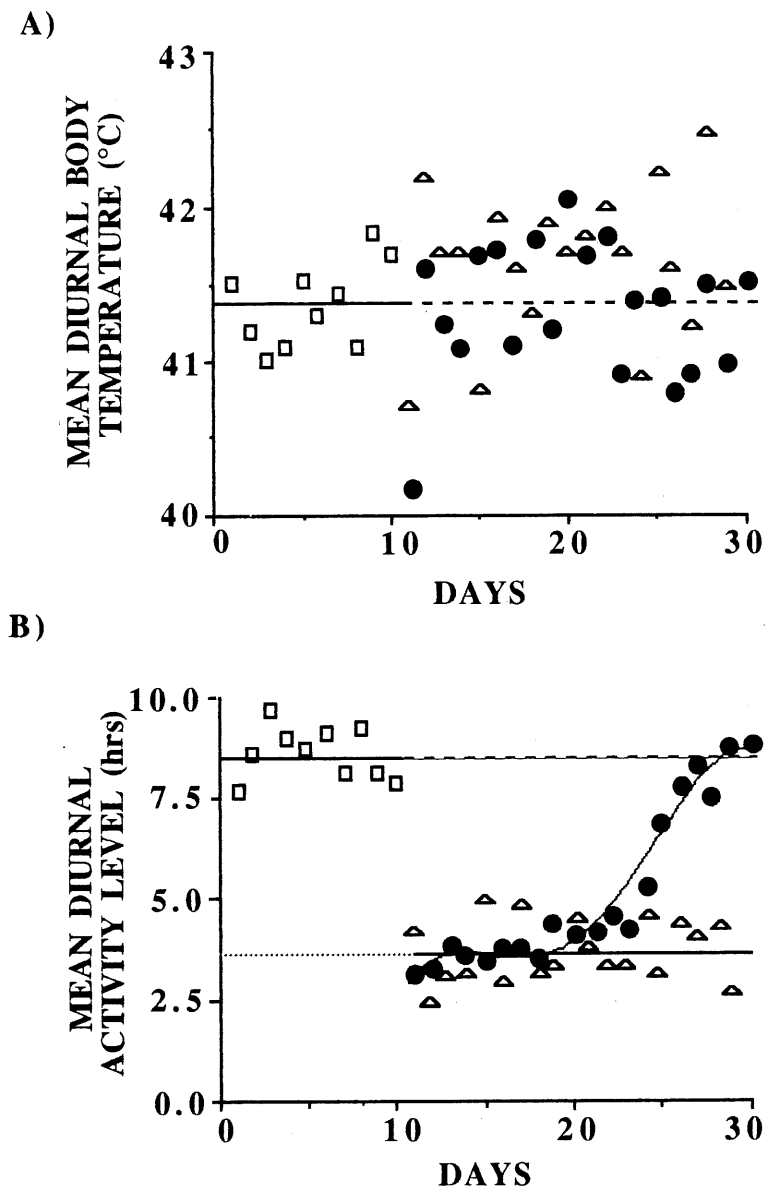 A)
MEAN DIURNAL BODY
TEMPERATURE (°C)
43
42
41
40
0
10
20
30
DAYS
B)
MEAN DIURNAL
ACTIVITY LEVEL (hrs)
10.0
7.5
5.0
2.5
0.0
0
10
20
30
DAYS